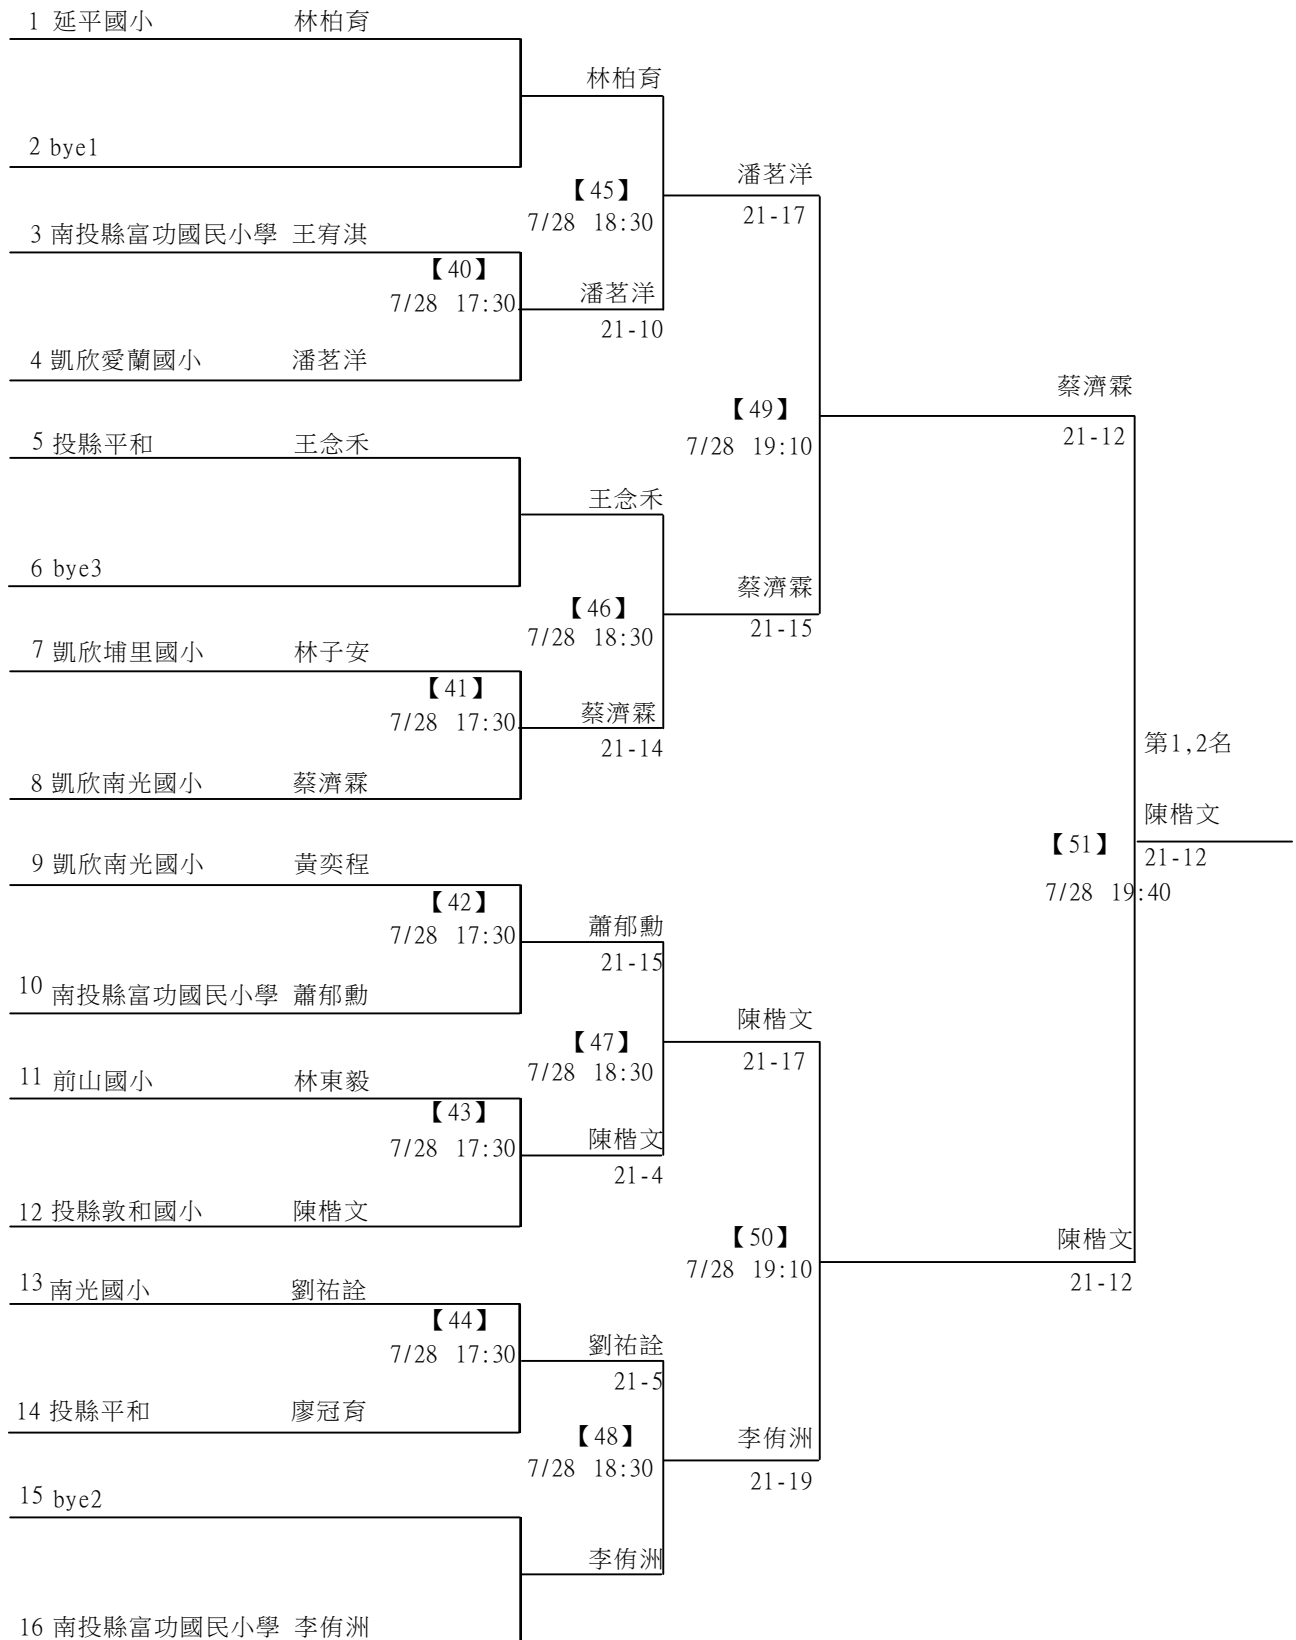 1 延平國小 林柏育
林柏育
2 bye1
潘茗洋
【45】
21-17
7/28 18:30
3 南投縣富功國民小學 王宥淇
【40】
7/28 17:30
潘茗洋
21-10
4 凱欣愛蘭國小 潘茗洋
蔡濟霖
【49】
21-12
7/28 19:10
5 投縣平和 王念禾
王念禾
6 bye3
蔡濟霖
【46】
21-15
7/28 18:30
7 凱欣埔里國小 林子安
【41】
7/28 17:30
蔡濟霖
21-14
第1,2名
8 凱欣南光國小 蔡濟霖
陳楷文
【51】
21-12
7/28 19:40
9 凱欣南光國小 黃奕程
【42】
7/28 17:30
蕭郁勳
21-15
10 南投縣富功國民小學 蕭郁勳
陳楷文
【47】
21-17
7/28 18:30
11 前山國小 林東毅
【43】
7/28 17:30
陳楷文
21-4
12 投縣敦和國小 陳楷文
【50】
陳楷文
7/28 19:10
21-12
13 南光國小 劉祐詮
【44】
7/28 17:30
劉祐詮
21-5
14 投縣平和 廖冠育
【48】
李侑洲
7/28 18:30
21-19
15 bye2
李侑洲
16 南投縣富功國民小學 李侑洲